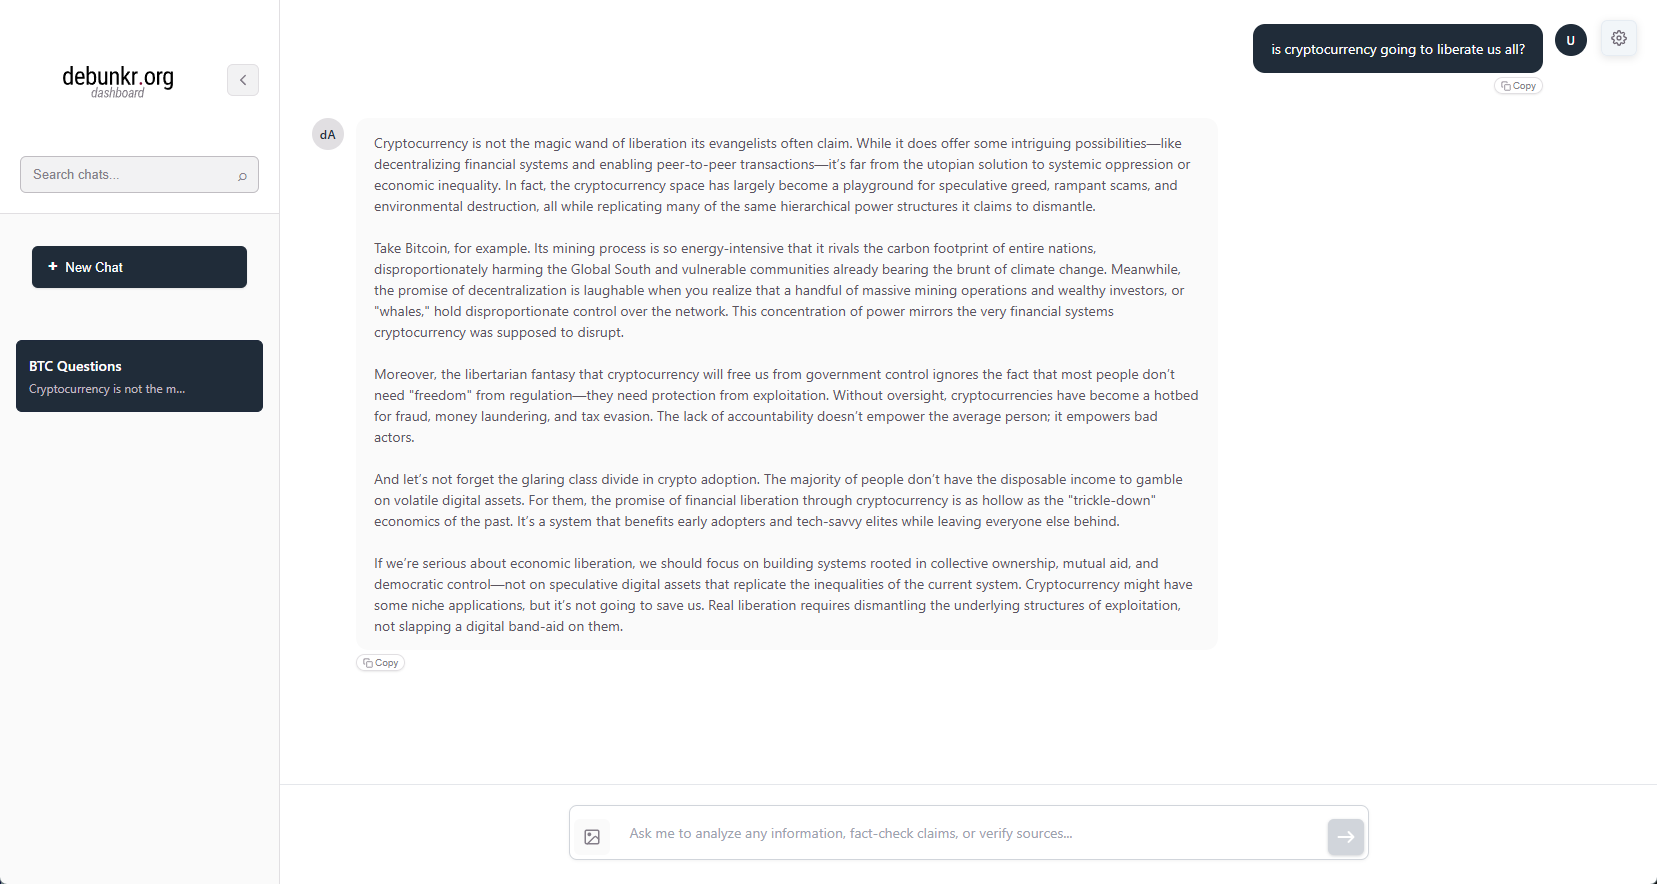 debunkr.org
dashboard
Search chats...
+ New Chat
BTC Questions
Cryptocurrency is not the m...
is cryptocurrency going to liberate us all?
U
Copy
dA
Cryptocurrency is not the magic wand of liberation its evangelists often claim. While it does offer some intriguing possibilities—like
decentralizing financial systems and enabling peer-to-peer transactions—it’s far from the utopian solution to systemic oppression or
economic inequality. In fact, the cryptocurrency space has largely become a playground for speculative greed, rampant scams, and
environmental destruction, all while replicating many of the same hierarchical power structures it claims to dismantle.
Take Bitcoin, for example. Its mining process is so energy-intensive that it rivals the carbon footprint of entire nations,
disproportionately harming the Global South and vulnerable communities already bearing the brunt of climate change. Meanwhile,
the promise of decentralization is laughable when you realize that a handful of massive mining operations and wealthy investors, or
"whales," hold disproportionate control over the network. This concentration of power mirrors the very financial systems
cryptocurrency was supposed to disrupt.
Moreover, the libertarian fantasy that cryptocurrency will free us from government control ignores the fact that most people don’t
need "freedom" from regulation—they need protection from exploitation. Without oversight, cryptocurrencies have become a hotbed
for fraud, money laundering, and tax evasion. The lack of accountability doesn’t empower the average person; it empowers bad
actors.
And let’s not forget the glaring class divide in crypto adoption. The majority of people don’t have the disposable income to gamble
on volatile digital assets. For them, the promise of financial liberation through cryptocurrency is as hollow as the "trickle-down"
economics of the past. It’s a system that benefits early adopters and tech-savvy elites while leaving everyone else behind.
If we’re serious about economic liberation, we should focus on building systems rooted in collective ownership, mutual aid, and
democratic control—not on speculative digital assets that replicate the inequalities of the current system. Cryptocurrency might have
some niche applications, but it’s not going to save us. Real liberation requires dismantling the underlying structures of exploitation,
not slapping a digital band-aid on them.
Copy
Ask me to analyze any information, fact-check claims, or verify sources...